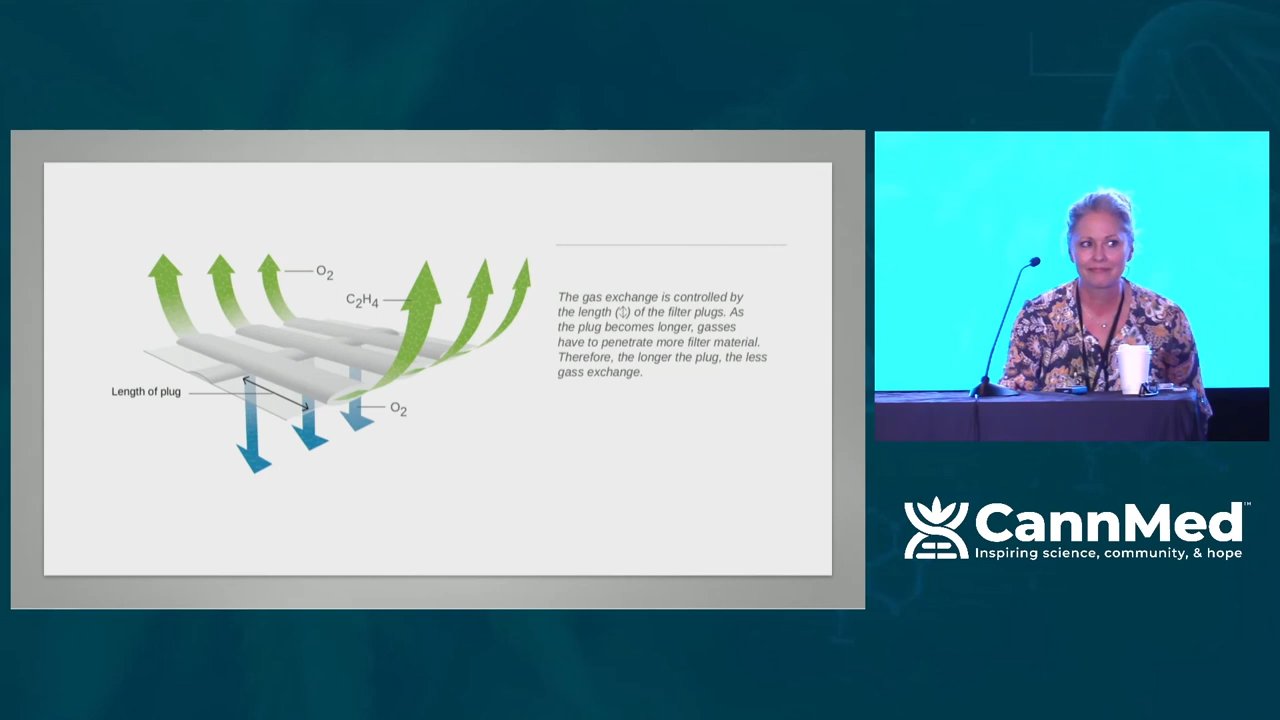 O2
C2H4
Length of plug
O2
The gas exchange is controlled by
the length (↕) of the filter plugs. As
the plug becomes longer, gasses
have to penetrate more filter material.
Therefore, the longer the plug, the less
gas exchange.
CannMed™
Inspiring science, community, & hope